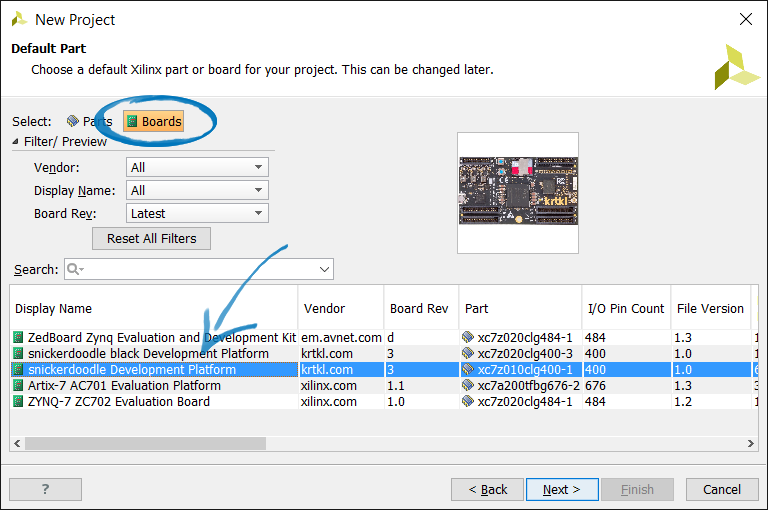 New Project
Default Part
Choose a default Xilinx part or board for your project. This can be changed later.
Select: Parts Boards
Filter/ Preview
Vendor: All
Display Name: All
Board Rev: Latest
Reset All Filters
krtkl
Search:
Display Name Vendor Board Rev Part I/O Pin Count File Version
ZedBoard Zynq Evaluation and Development Kit em.avnet.com d xc7z020clg484-1 484 1.3 1
snickerdoodle black Development Platform krtkl.com 3 xc7z020clg400-3 400 1.0 1
snickerdoodle Development Platform krtkl.com 3 xc7z010clg400-1 400 1.0 6
Artix-7 AC701 Evaluation Platform xilinx.com 1.1 xc7a200tfbg676-2 676 1.3 1
ZYNQ-7 ZC702 Evaluation Board xilinx.com 1.0 xc7z020clg484-1 484 1.2 1
? < Back Next > Finish Cancel